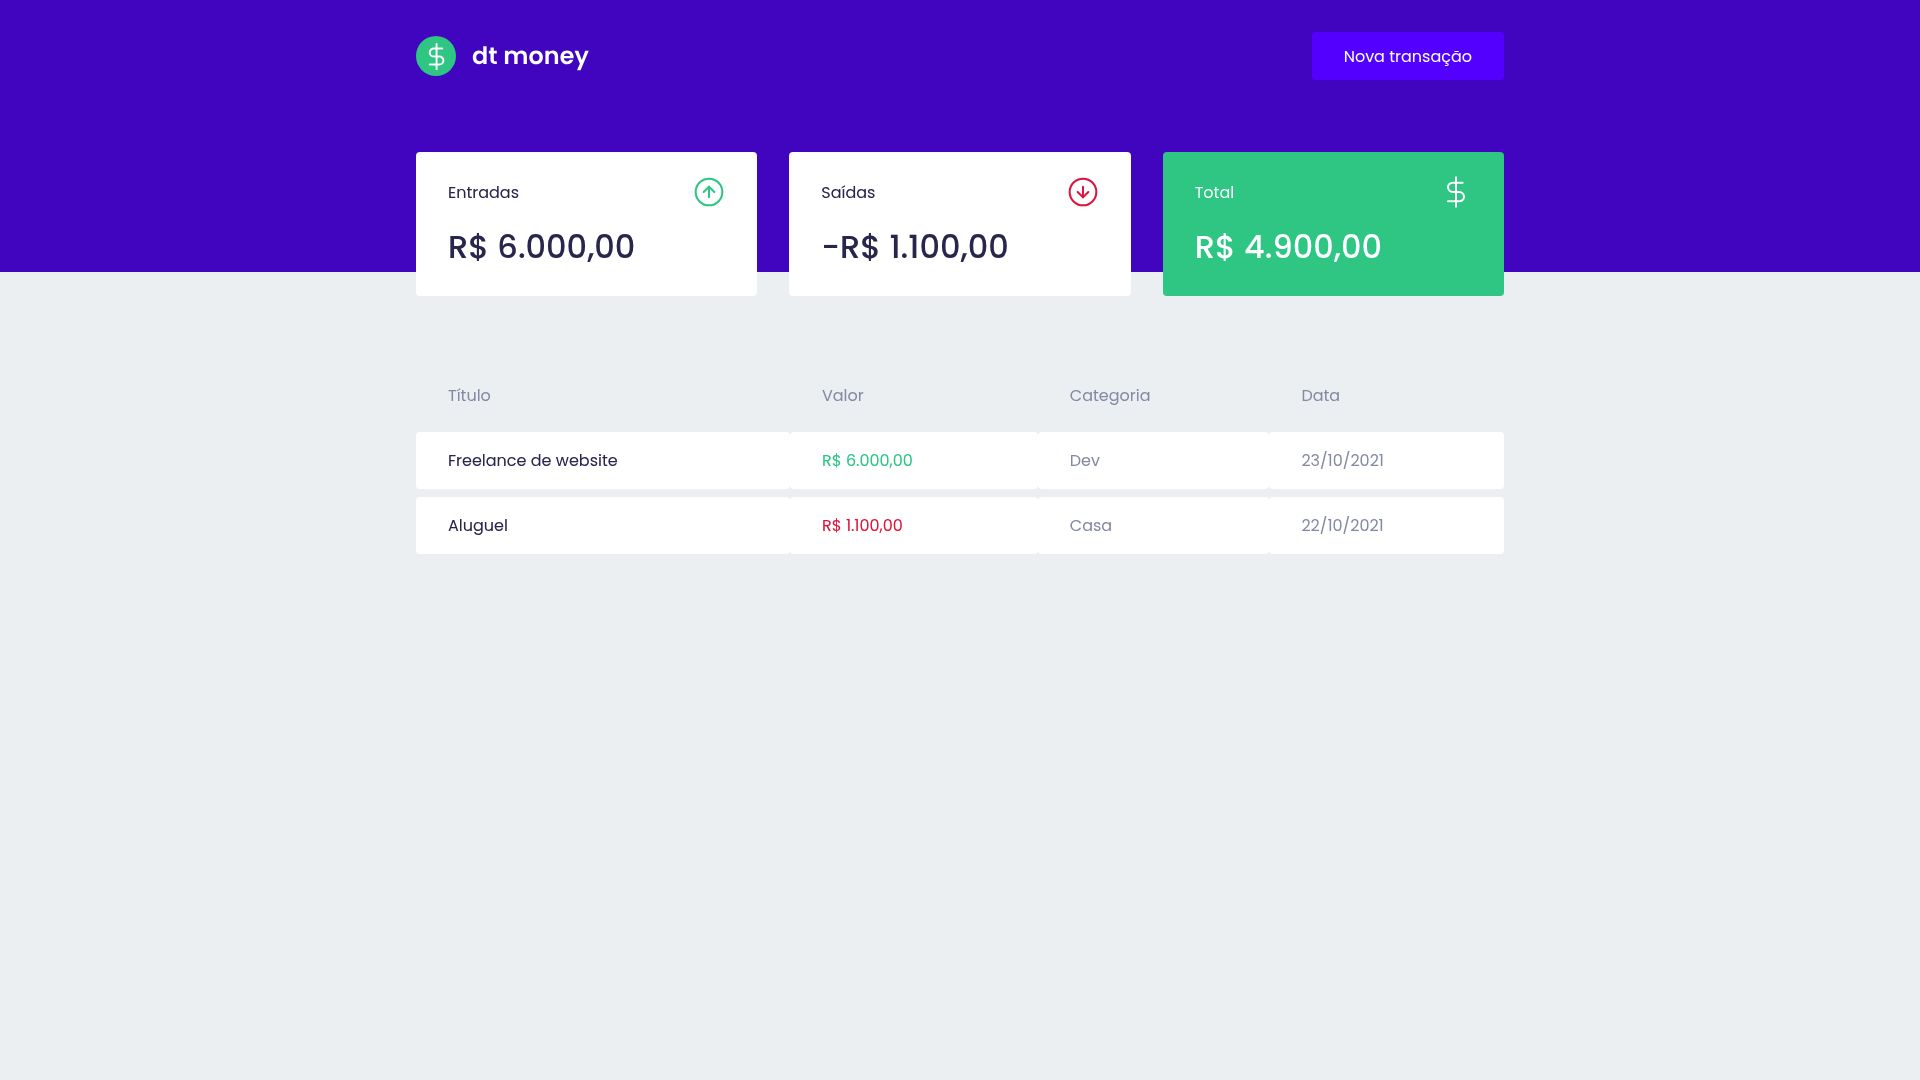 dt money
Nova transação
Entradas
R$ 6.000,00
Saídas
-R$ 1.100,00
Total
R$ 4.900,00
Título Valor Categoria Data
Freelance de website R$ 6.000,00 Dev 23/10/2021
Aluguel R$ 1.100,00 Casa 22/10/2021